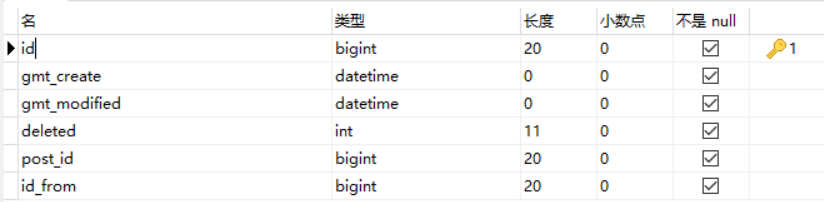 名 类型 长度 小数点 不是 null
id bigint 20 0 1
gmt_create datetime 0 0
gmt_modified datetime 0 0
deleted int 11 0
post_id bigint 20 0
id_from bigint 20 0